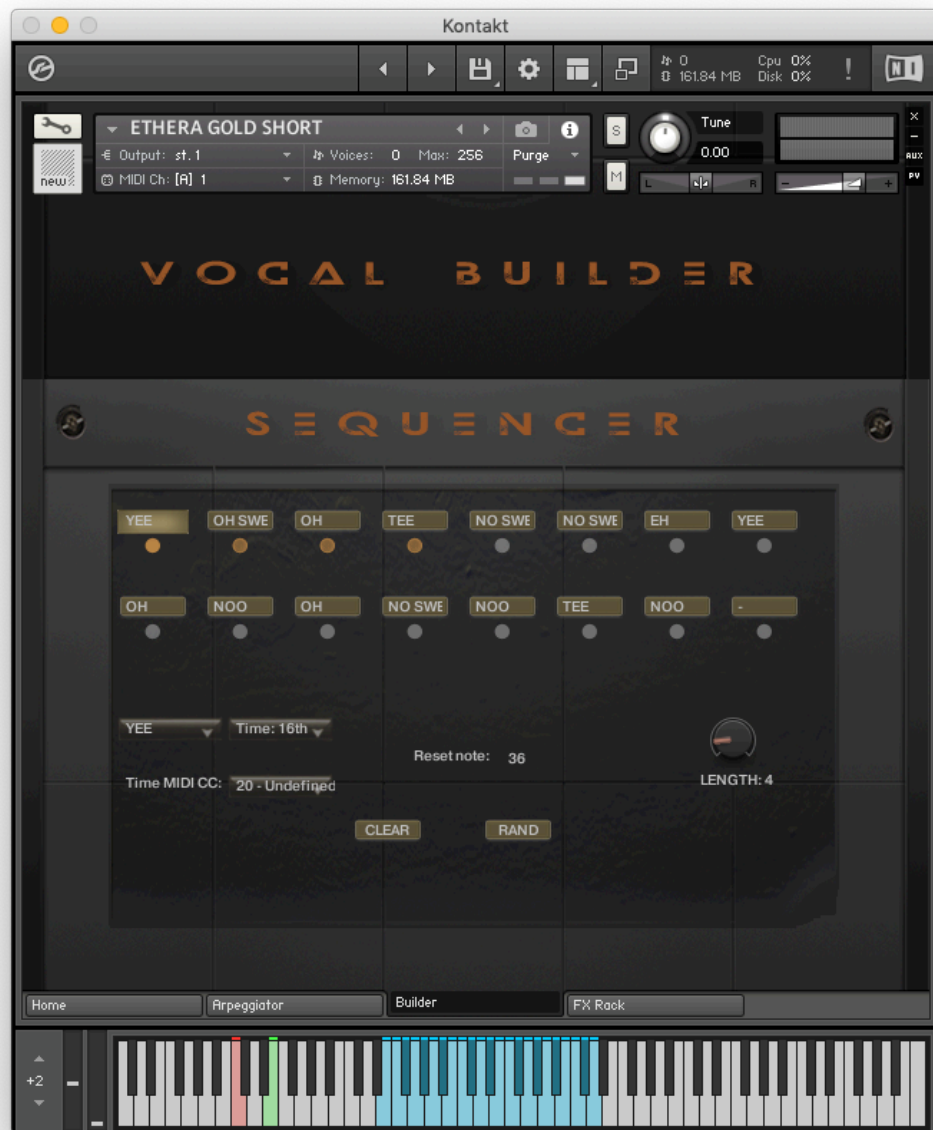 Kontakt
0 Cpu 0%
161.84 MB Disk 0%
! NI
ETHERA GOLD SHORT i
Output: st.1 Voices: 0 Max: 256 Purge
MIDI Ch: [A] 1 Memory: 161.84 MB
new
S
M
Tune
0.00
L R - +
×
-
AUX
PV
VOCAL BUILDER
SEQUENCER
YEE OH SWE OH TEE NO SWE NO SWE EH YEE
OH NOO OH NO SWE NOO TEE NOO -
YEE Time: 16th
Reset note: 36
Time MIDI CC: 20 - Undefined
LENGTH: 4
CLEAR RAND
Home Arpeggiator Builder FX Rack
+2